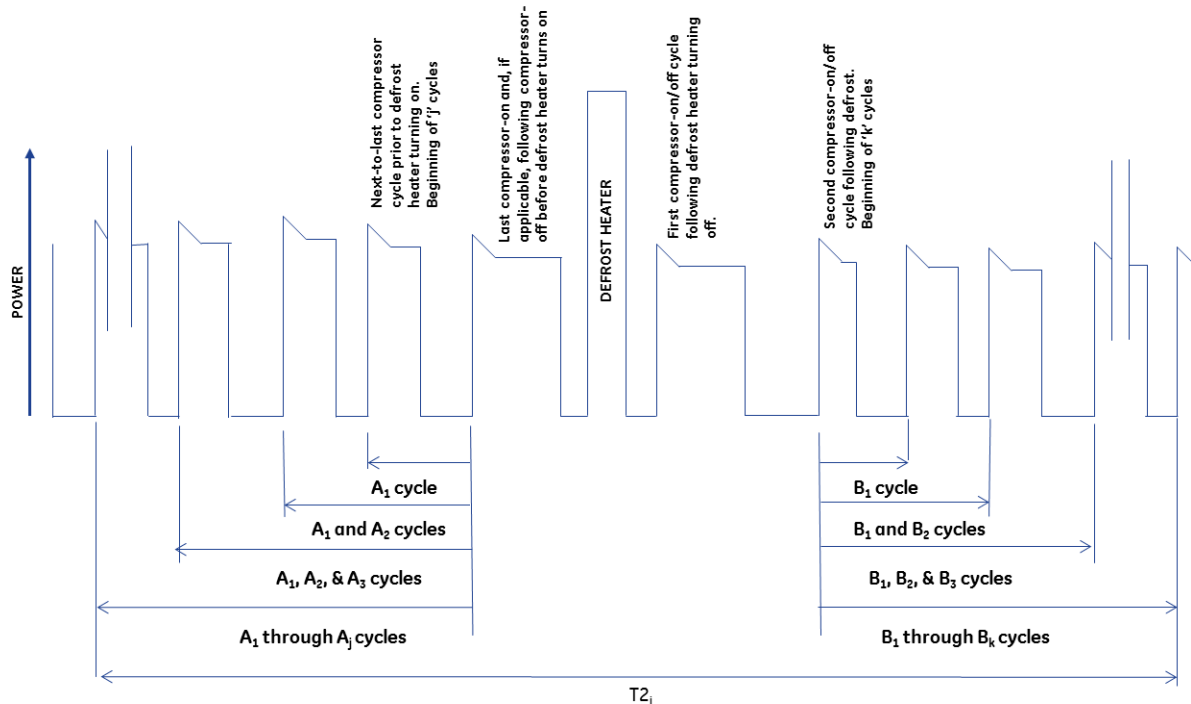 Next-to-last compressor
cycle prior to defrost
heater turning on.
Beginning of 'j' cycles
Last compressor-on and, if
applicable, following compressor-
off before defrost heater turns on
DEFROST HEATER
First compressor-on/off cycle
following defrost heater turning
off.
Second compressor-on/off
cycle following defrost.
Beginning of 'k' cycles
POWER
A₁ cycle
B₁ cycle
A₁ and A₂ cycles
B₁ and B₂ cycles
A₁, A₂, & A₃ cycles
B₁, B₂, & B₃ cycles
A₁ through Aⱼ cycles
B₁ through Bₖ cycles
T2ᵢ